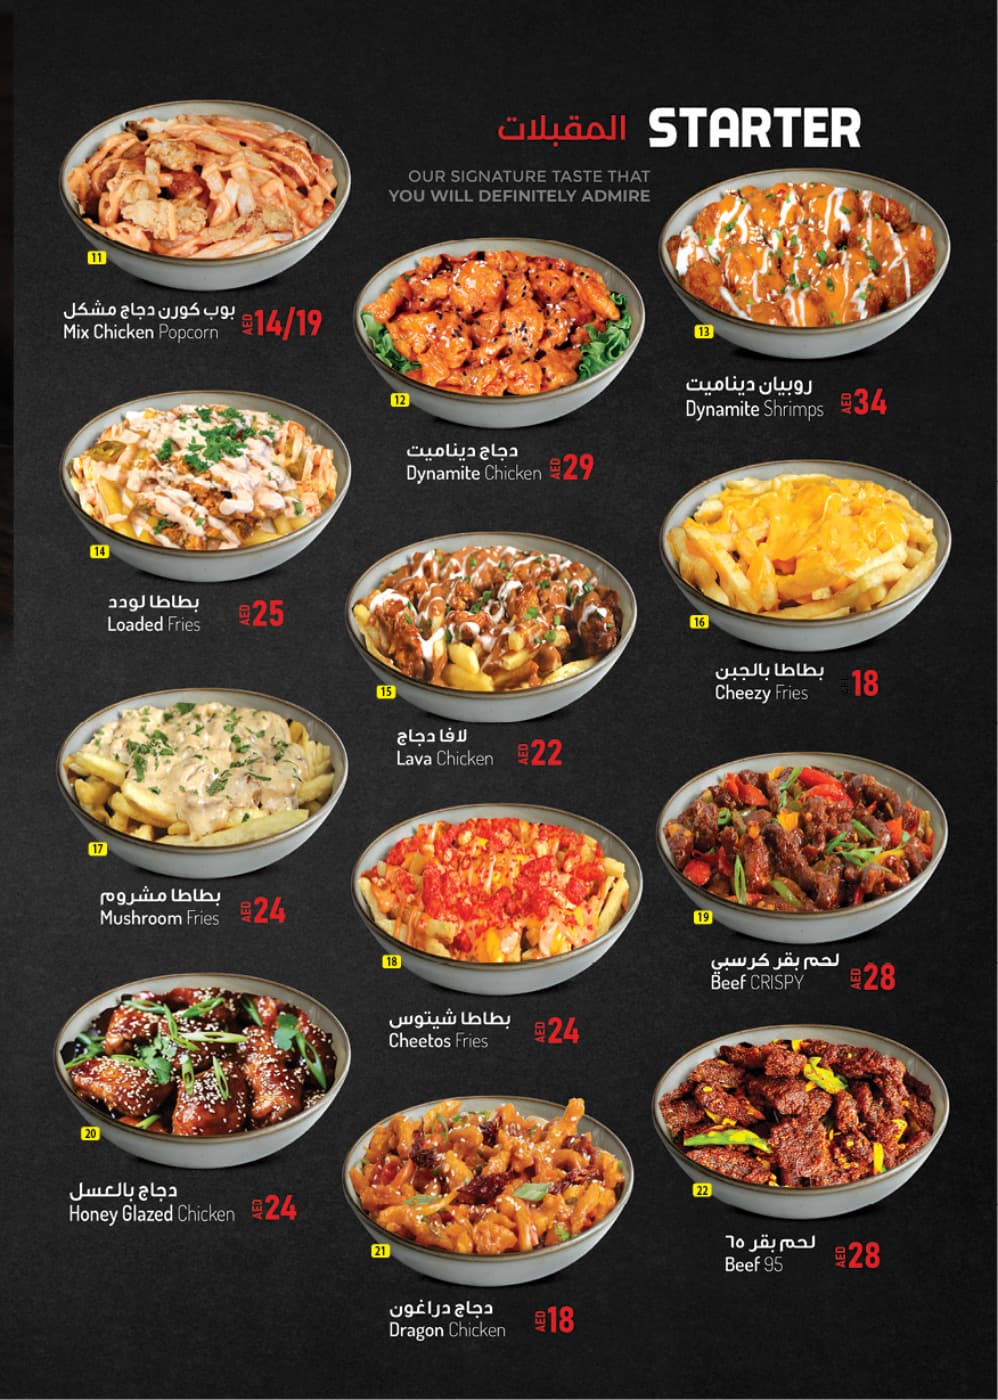 المقبلات STARTER
OUR SIGNATURE TASTE THAT
YOU WILL DEFINITELY ADMIRE
11
بوب كورن دجاج مشكل
Mix Chicken Popcorn
AED 14/19
12
دجاج ديناميت
Dynamite Chicken
AED 29
13
روبيان ديناميت
Dynamite Shrimps
AED 34
14
بطاطا لودد
Loaded Fries
AED 25
15
لافا دجاج
Lava Chicken
AED 22
16
بطاطا بالجبن
Cheezy Fries
18
17
بطاطا مشروم
Mushroom Fries
AED 24
18
بطاطا شيتوس
Cheetos Fries
AED 24
19
لحم بقر كرسبي
Beef CRISPY
AED 28
20
دجاج بالعسل
Honey Glazed Chicken
AED 24
21
دجاج دراغون
Dragon Chicken
AED 18
22
لحم بقر ٦٥
Beef 95
AED 28